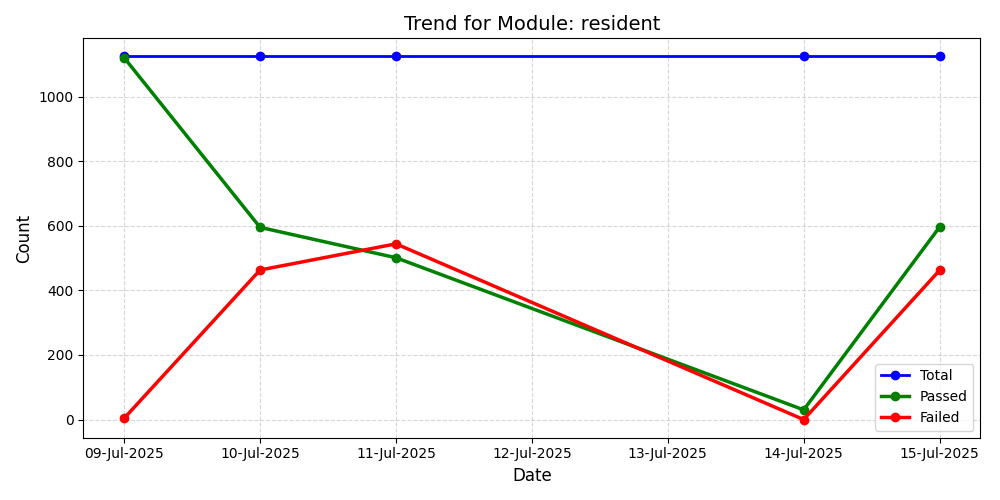 Trend for Module: resident
Count
1000
800
600
400
200
0
Total
Passed
Failed
09-Jul-2025 10-Jul-2025 11-Jul-2025 12-Jul-2025 13-Jul-2025 14-Jul-2025 15-Jul-2025
Date